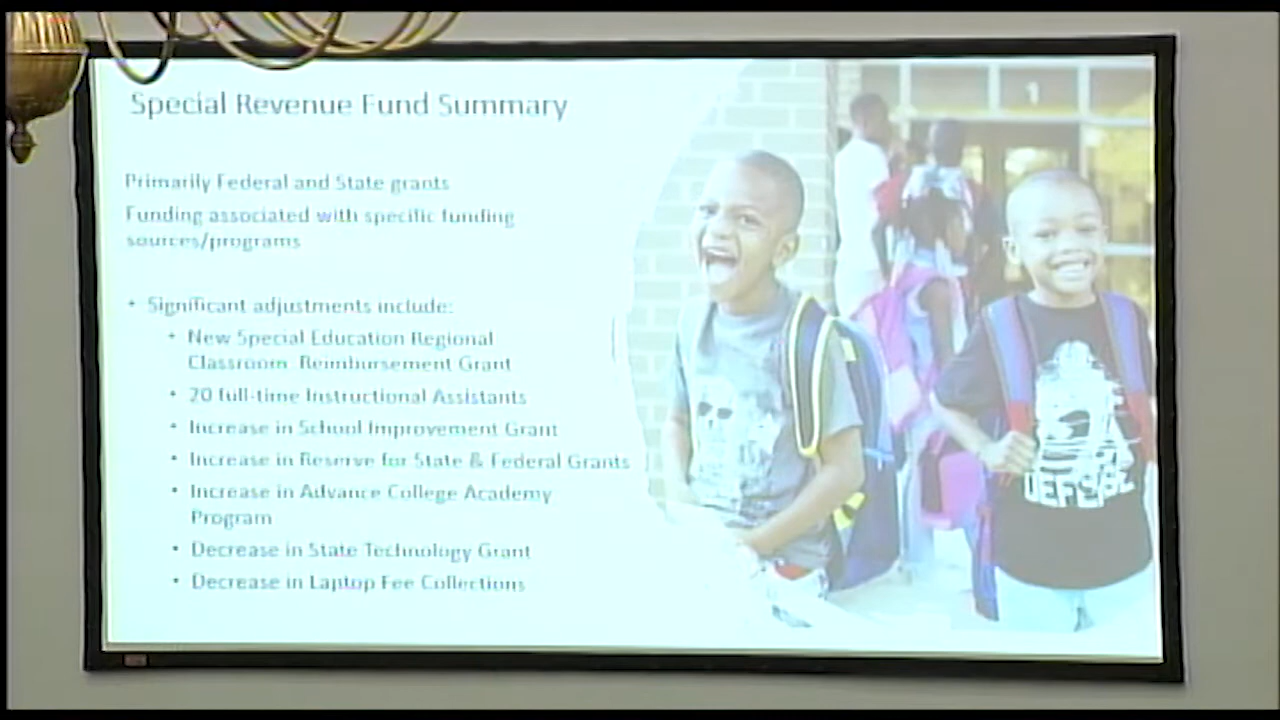 Special Revenue Fund Summary
Primarily Federal and State grants
Funding associated with specific funding
sources/programs
• Significant adjustments include:
• New Special Education Regional
Classroom Reimbursement Grant
• 20 full-time Instructional Assistants
• Increase in School Improvement Grant
• Increase in Reserve for State & Federal Grants
• Increase in Advance College Academy
Program
• Decrease in State Technology Grant
• Decrease in Laptop Fee Collections
1